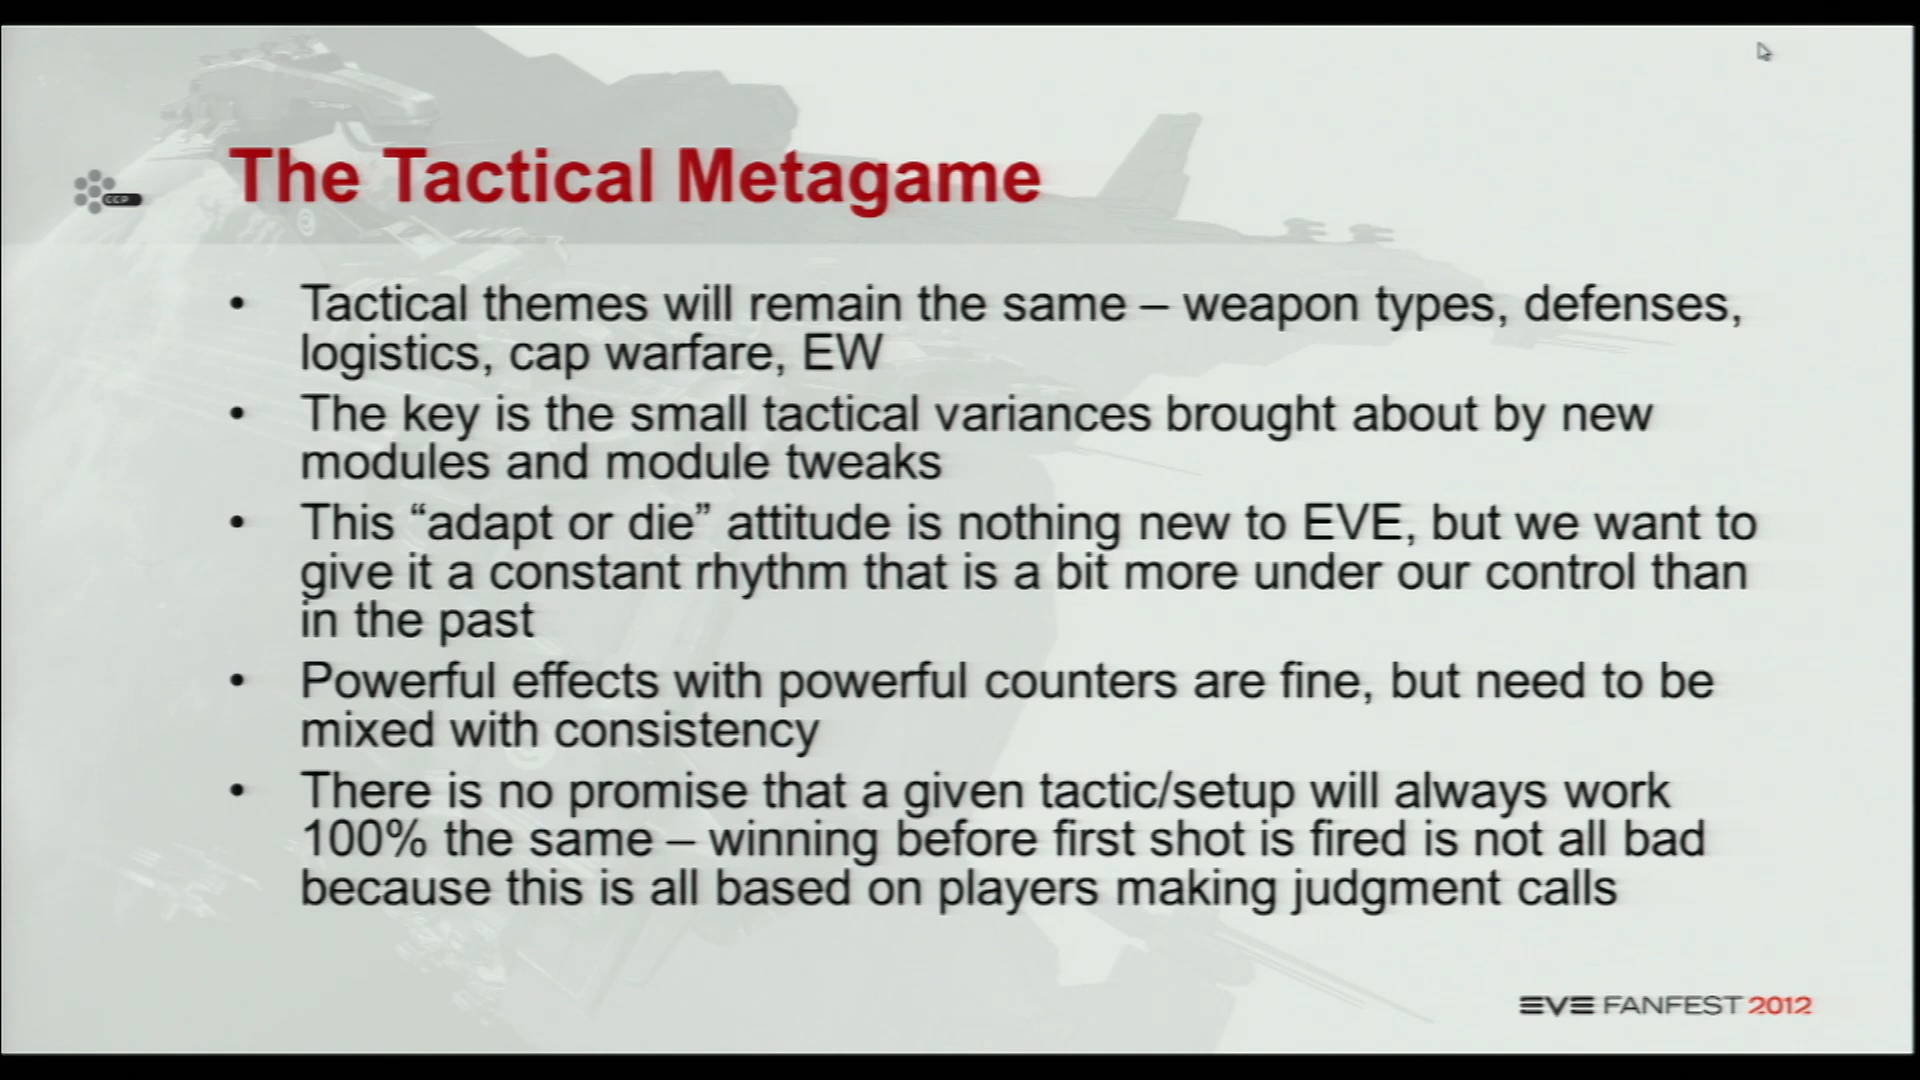 The Tactical Metagame
CCP
• Tactical themes will remain the same – weapon types, defenses,
logistics, cap warfare, EW
• The key is the small tactical variances brought about by new
modules and module tweaks
• This “adapt or die” attitude is nothing new to EVE, but we want to
give it a constant rhythm that is a bit more under our control than
in the past
• Powerful effects with powerful counters are fine, but need to be
mixed with consistency
• There is no promise that a given tactic/setup will always work
100% the same – winning before first shot is fired is not all bad
because this is all based on players making judgment calls
EVE FANFEST 2012